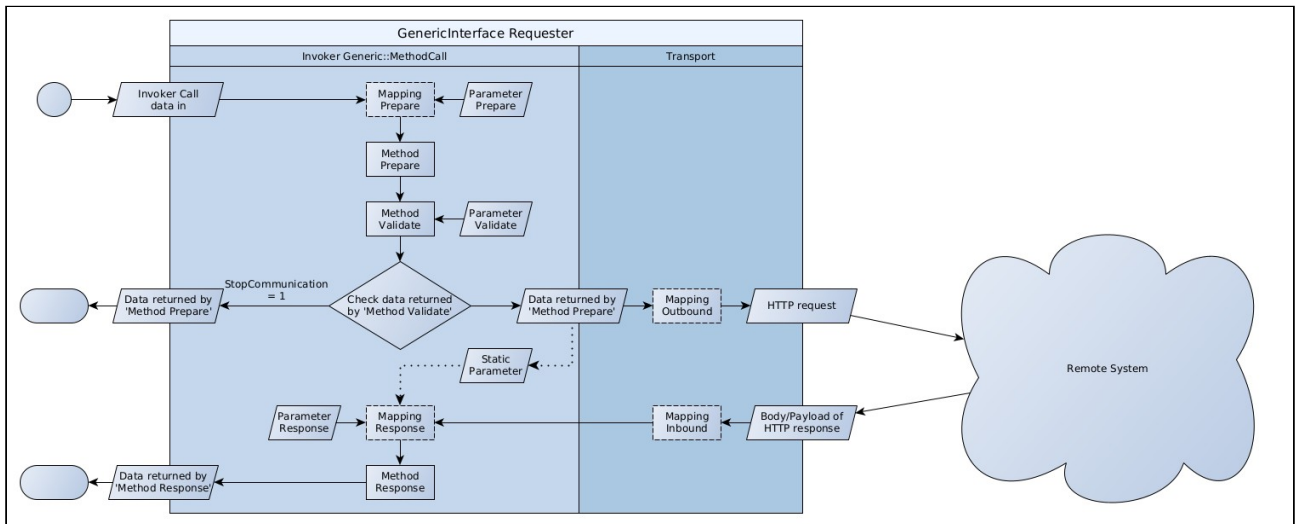 GenericInterface Requester
Invoker Generic::MethodCall
Transport
Invoker Call
data in
Mapping
Prepare
Parameter
Prepare
Method
Prepare
Method
Validate
Parameter
Validate
StopCommunication
= 1
Data returned by
'Method Prepare'
Check data returned
by 'Method Validate'
Data returned by
'Method Prepare'
Mapping
Outbound
HTTP request
Static
Parameter
Remote System
Parameter
Response
Mapping
Response
Mapping
Inbound
Body/Payload of
HTTP response
Data returned by
'Method Response'
Method
Response